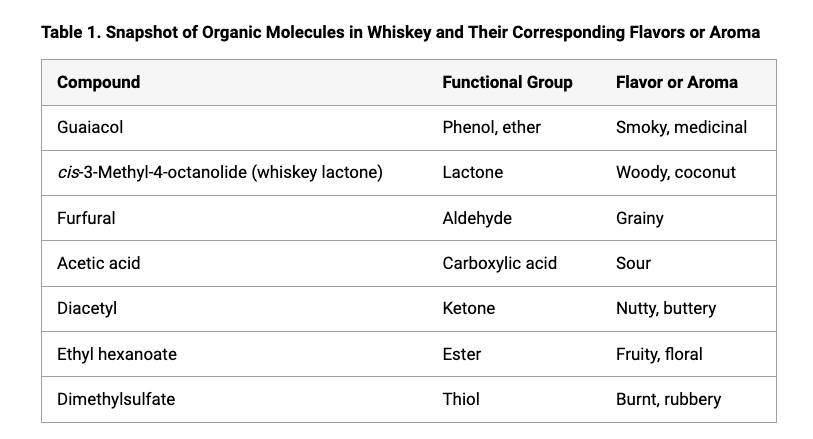 Table 1. Snapshot of Organic Molecules in Whiskey and Their Corresponding Flavors or Aroma
Compound Functional Group Flavor or Aroma
Guaiacol Phenol, ether Smoky, medicinal
cis-3-Methyl-4-octanolide (whiskey lactone) Lactone Woody, coconut
Furfural Aldehyde Grainy
Acetic acid Carboxylic acid Sour
Diacetyl Ketone Nutty, buttery
Ethyl hexanoate Ester Fruity, floral
Dimethylsulfate Thiol Burnt, rubbery